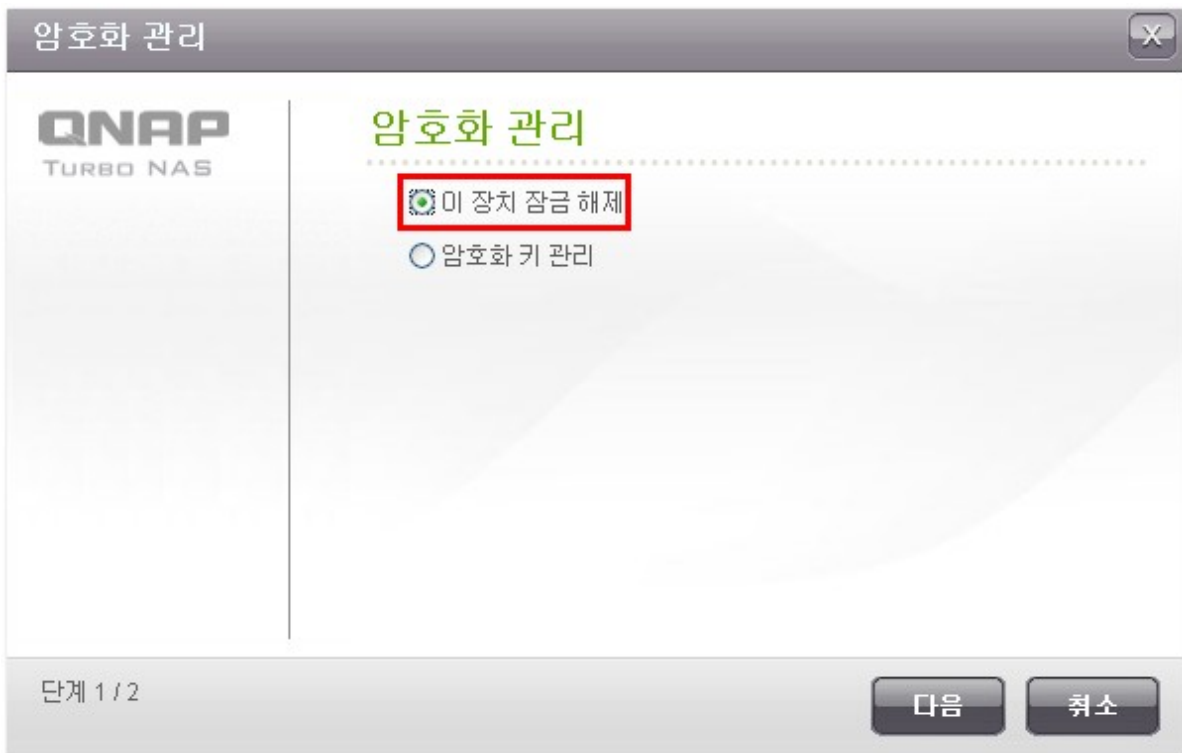 암호화 관리
X
QNAP
TURBO NAS
암호화 관리
이 장치 잠금 해제
암호화 키 관리
단계 1 / 2
다음
취소